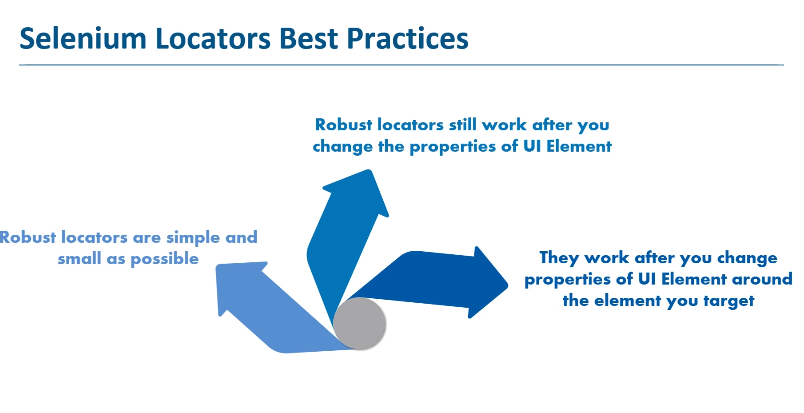 Selenium Locators Best Practices
Robust locators still work after you
change the properties of UI Element
Robust locators are simple and
small as possible
They work after you change
properties of UI Element around
the element you target